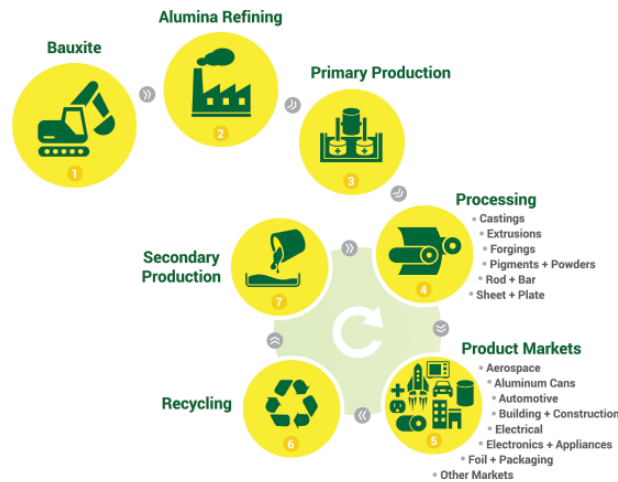 Bauxite
1
Alumina Refining
2
Primary Production
3
Processing
• Castings
• Extrusions
• Forgings
• Pigments + Powders
• Rod + Bar
• Sheet + Plate
4
Product Markets
• Aerospace
• Aluminum Cans
• Automotive
• Building + Construction
• Electrical
• Electronics + Appliances
• Foil + Packaging
• Other Markets
5
Recycling
6
Secondary
Production
7